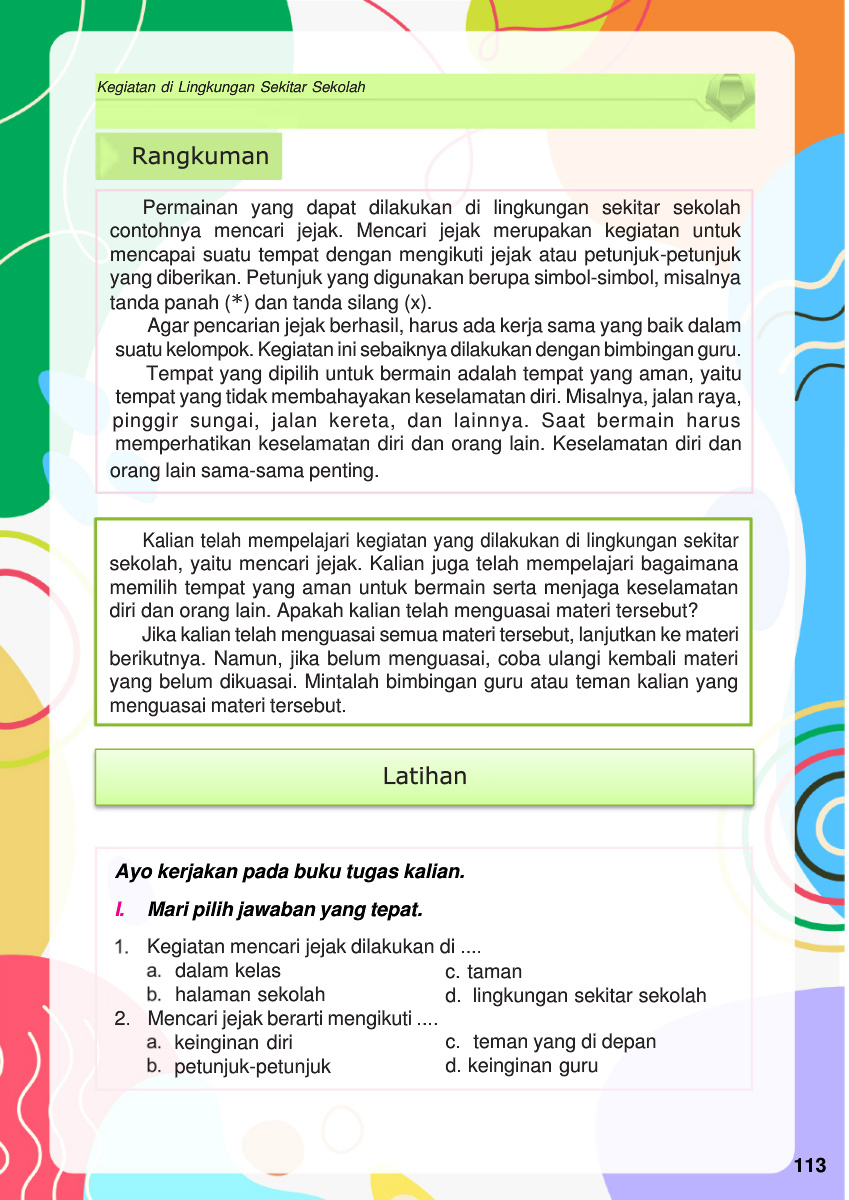 Kegiatan di Lingkungan Sekitar Sekolah
Rangkuman
Permainan yang dapat dilakukan di lingkungan sekitar sekolah
contohnya mencari jejak. Mencari jejak merupakan kegiatan untuk
mencapai suatu tempat dengan mengikuti jejak atau petunjuk-petunjuk
yang diberikan. Petunjuk yang digunakan berupa simbol-simbol, misalnya
tanda panah (*) dan tanda silang (x).
Agar pencarian jejak berhasil, harus ada kerja sama yang baik dalam
suatu kelompok. Kegiatan ini sebaiknya dilakukan dengan bimbingan guru.
Tempat yang dipilih untuk bermain adalah tempat yang aman, yaitu
tempat yang tidak membahayakan keselamatan diri. Misalnya, jalan raya,
pinggir sungai, jalan kereta, dan lainnya. Saat bermain harus
memperhatikan keselamatan diri dan orang lain. Keselamatan diri dan
orang lain sama-sama penting.
Kalian telah mempelajari kegiatan yang dilakukan di lingkungan sekitar
sekolah, yaitu mencari jejak. Kalian juga telah mempelajari bagaimana
memilih tempat yang aman untuk bermain serta menjaga keselamatan
diri dan orang lain. Apakah kalian telah menguasai materi tersebut?
Jika kalian telah menguasai semua materi tersebut, lanjutkan ke materi
berikutnya. Namun, jika belum menguasai, coba ulangi kembali materi
yang belum dikuasai. Mintalah bimbingan guru atau teman kalian yang
menguasai materi tersebut.
Latihan
Ayo kerjakan pada buku tugas kalian.
I. Mari pilih jawaban yang tepat.
1. Kegiatan mencari jejak dilakukan di ....
a. dalam kelas c. taman
b. halaman sekolah d. lingkungan sekitar sekolah
2. Mencari jejak berarti mengikuti ....
a. keinginan diri c. teman yang di depan
b. petunjuk-petunjuk d. keinginan guru
113